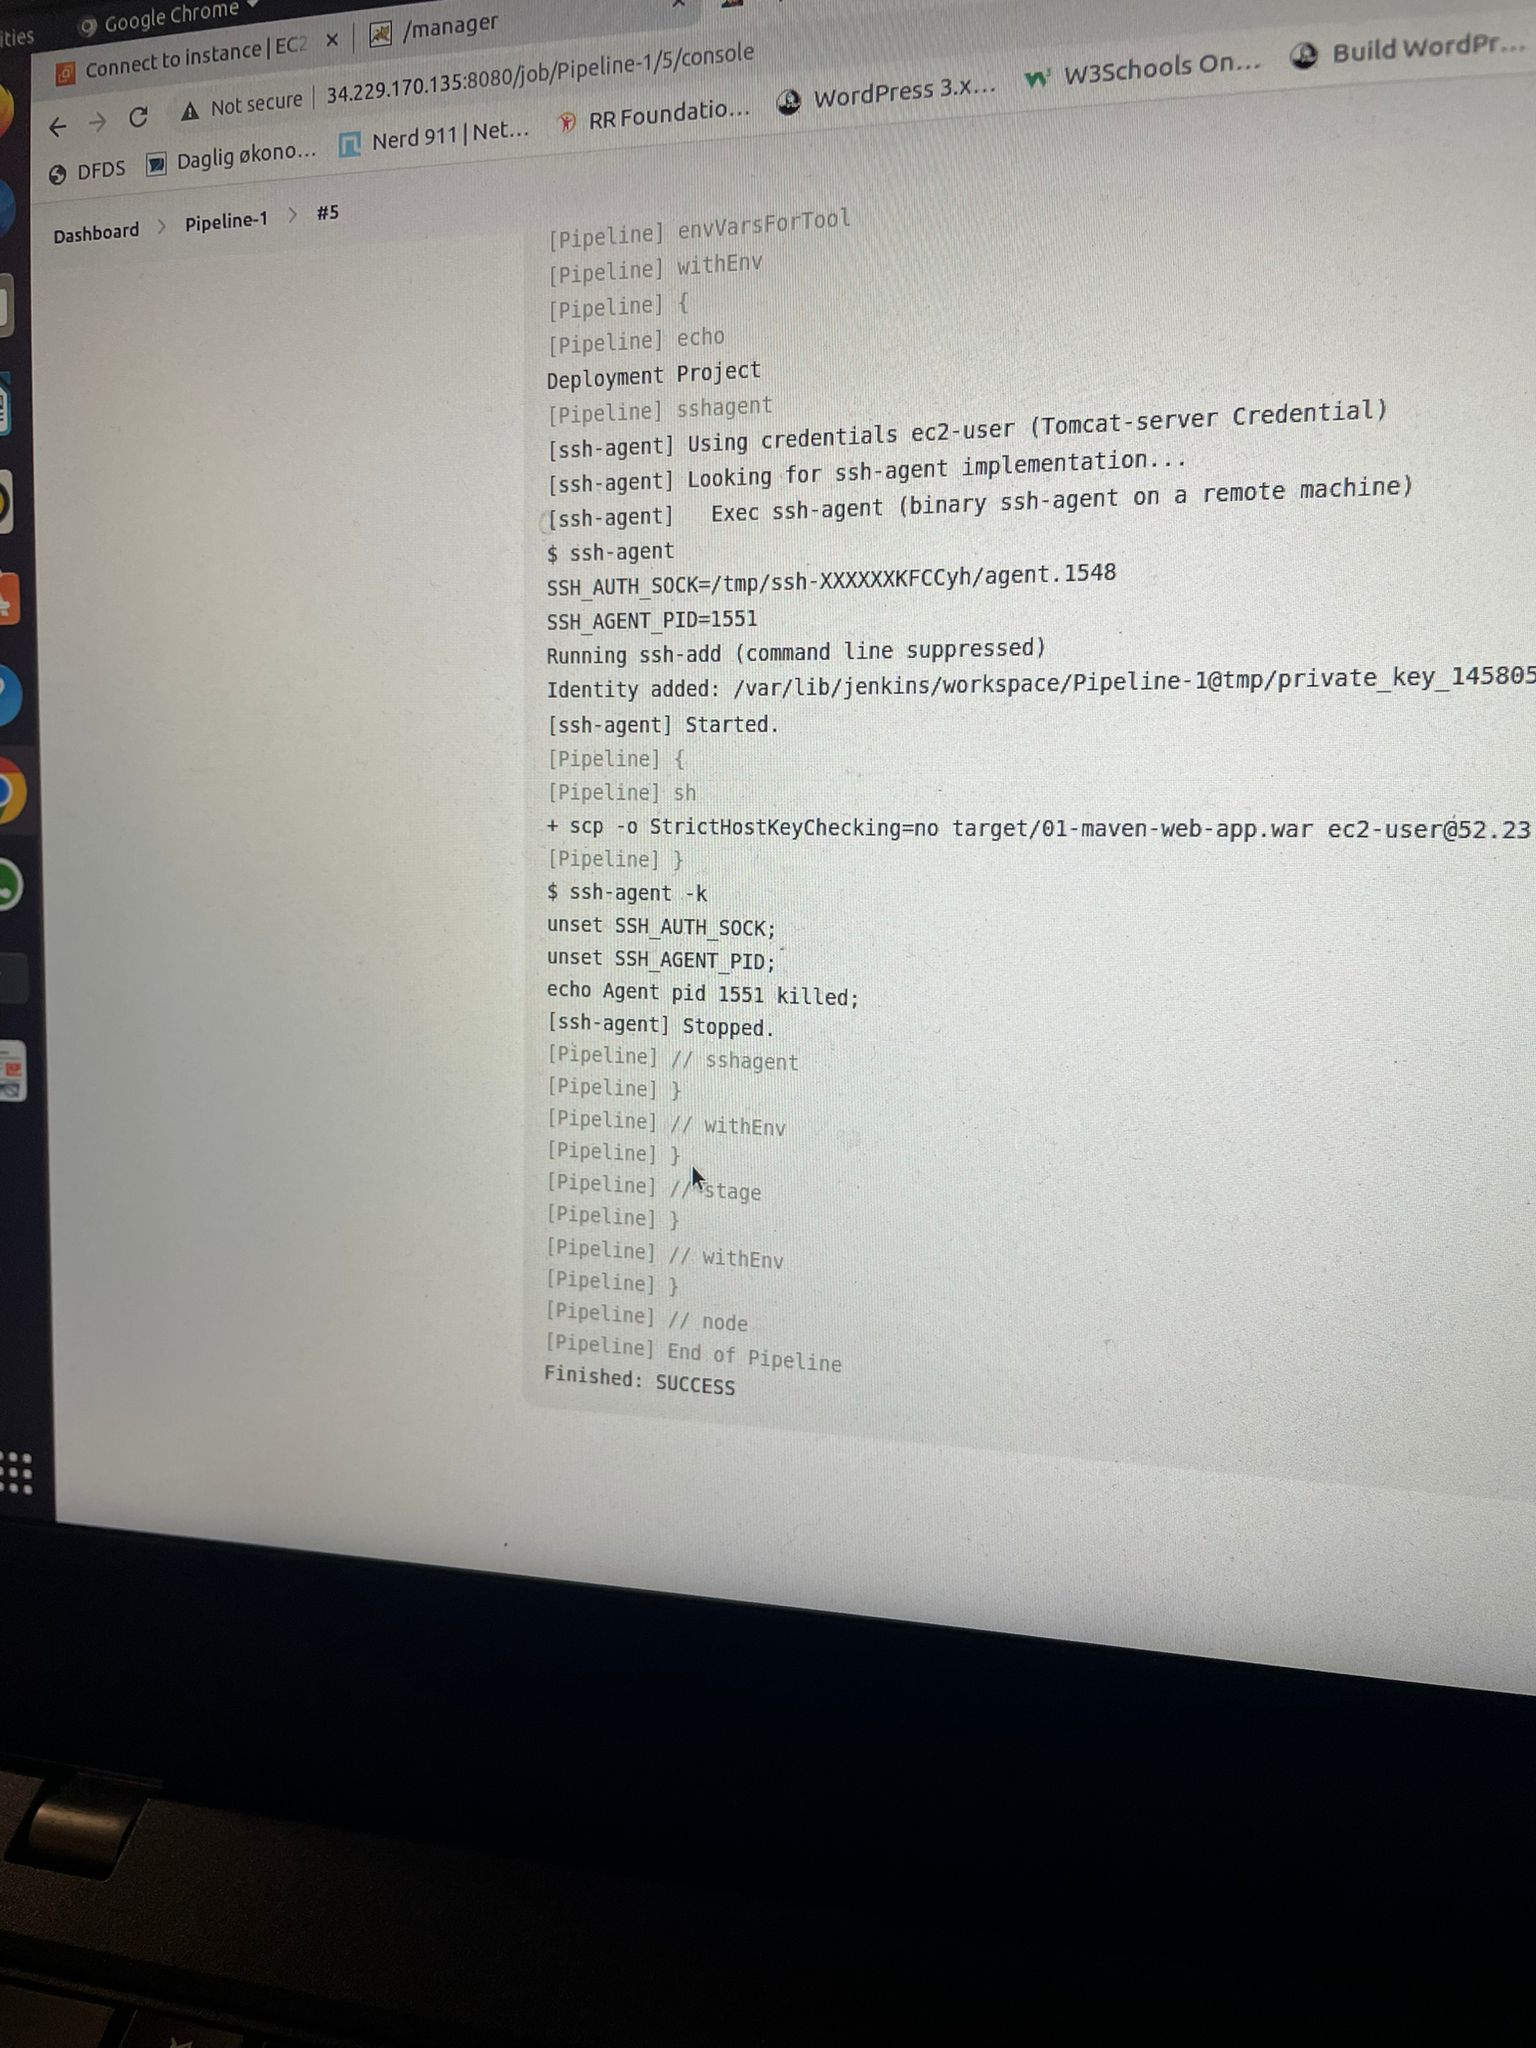 Google Chrome
Connect to instance | EC2
/manager
Not secure | 34.229.170.135:8080/job/Pipeline-1/5/console
DFDS
Daglig økono...
Nerd 911 | Net...
RR Foundatio...
WordPress 3.x...
W3Schools On...
Build WordPr...
Dashboard
Pipeline-1
#5
[Pipeline] envVarsForTool
[Pipeline] withEnv
[Pipeline] {
[Pipeline] echo
Deployment Project
[Pipeline] sshagent
[ssh-agent] Using credentials ec2-user (Tomcat-server Credential)
[ssh-agent] Looking for ssh-agent implementation...
[ssh-agent]   Exec ssh-agent (binary ssh-agent on a remote machine)
$ ssh-agent
SSH_AUTH_SOCK=/tmp/ssh-XXXXXXKFCCyh/agent.1548
SSH_AGENT_PID=1551
Running ssh-add (command line suppressed)
Identity added: /var/lib/jenkins/workspace/Pipeline-1@tmp/private_key_145805
[ssh-agent] Started.
[Pipeline] {
[Pipeline] sh
+ scp -o StrictHostKeyChecking=no target/01-maven-web-app.war ec2-user@52.23
[Pipeline] }
$ ssh-agent -k
unset SSH_AUTH_SOCK;
unset SSH_AGENT_PID;
echo Agent pid 1551 killed;
[ssh-agent] Stopped.
[Pipeline] // sshagent
[Pipeline] }
[Pipeline] // withEnv
[Pipeline] }
[Pipeline] // stage
[Pipeline] }
[Pipeline] // withEnv
[Pipeline] }
[Pipeline] // node
[Pipeline] End of Pipeline
Finished: SUCCESS